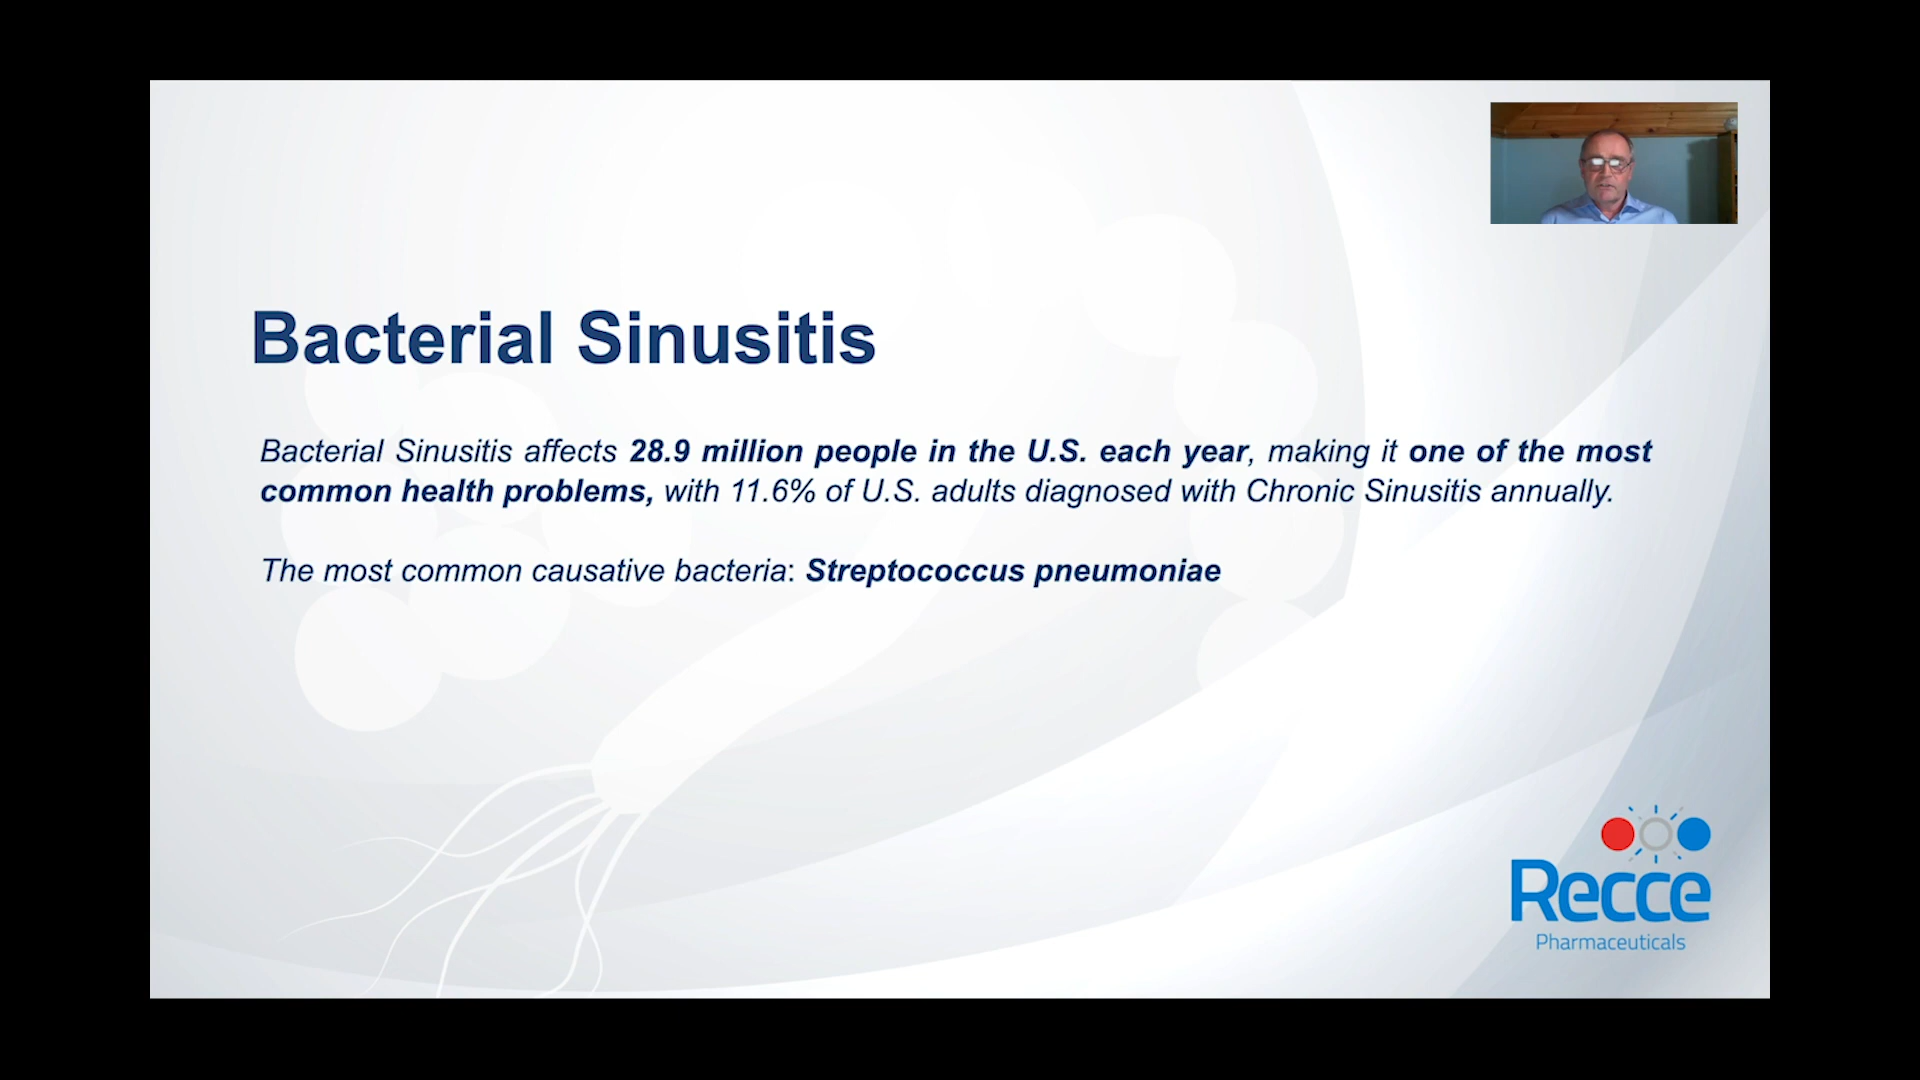 Bacterial Sinusitis
Bacterial Sinusitis affects 28.9 million people in the U.S. each year, making it one of the most
common health problems, with 11.6% of U.S. adults diagnosed with Chronic Sinusitis annually.
The most common causative bacteria: Streptococcus pneumoniae
Recce
Pharmaceuticals